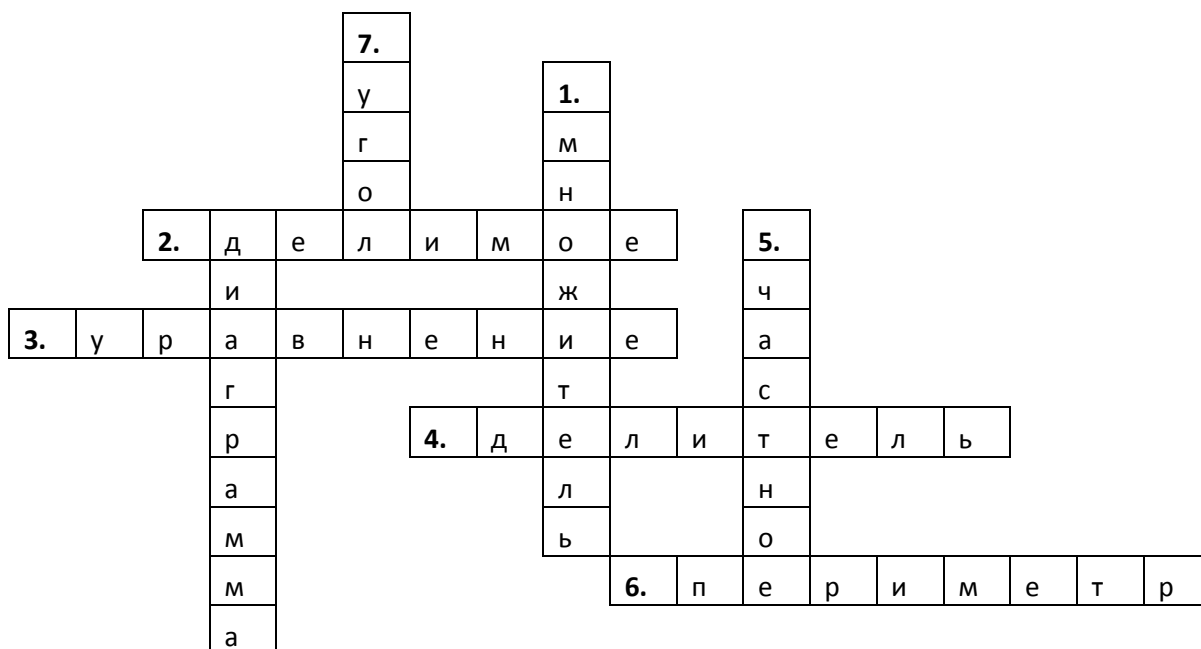 7.
у 1.
г м
о н
2. д е л и м о е 5.
и ж ч
3. у р а в н е н и е а
г т с
р 4. д е л и т е л ь
а л н
м ь о
м 6. п е р и м е т р
а